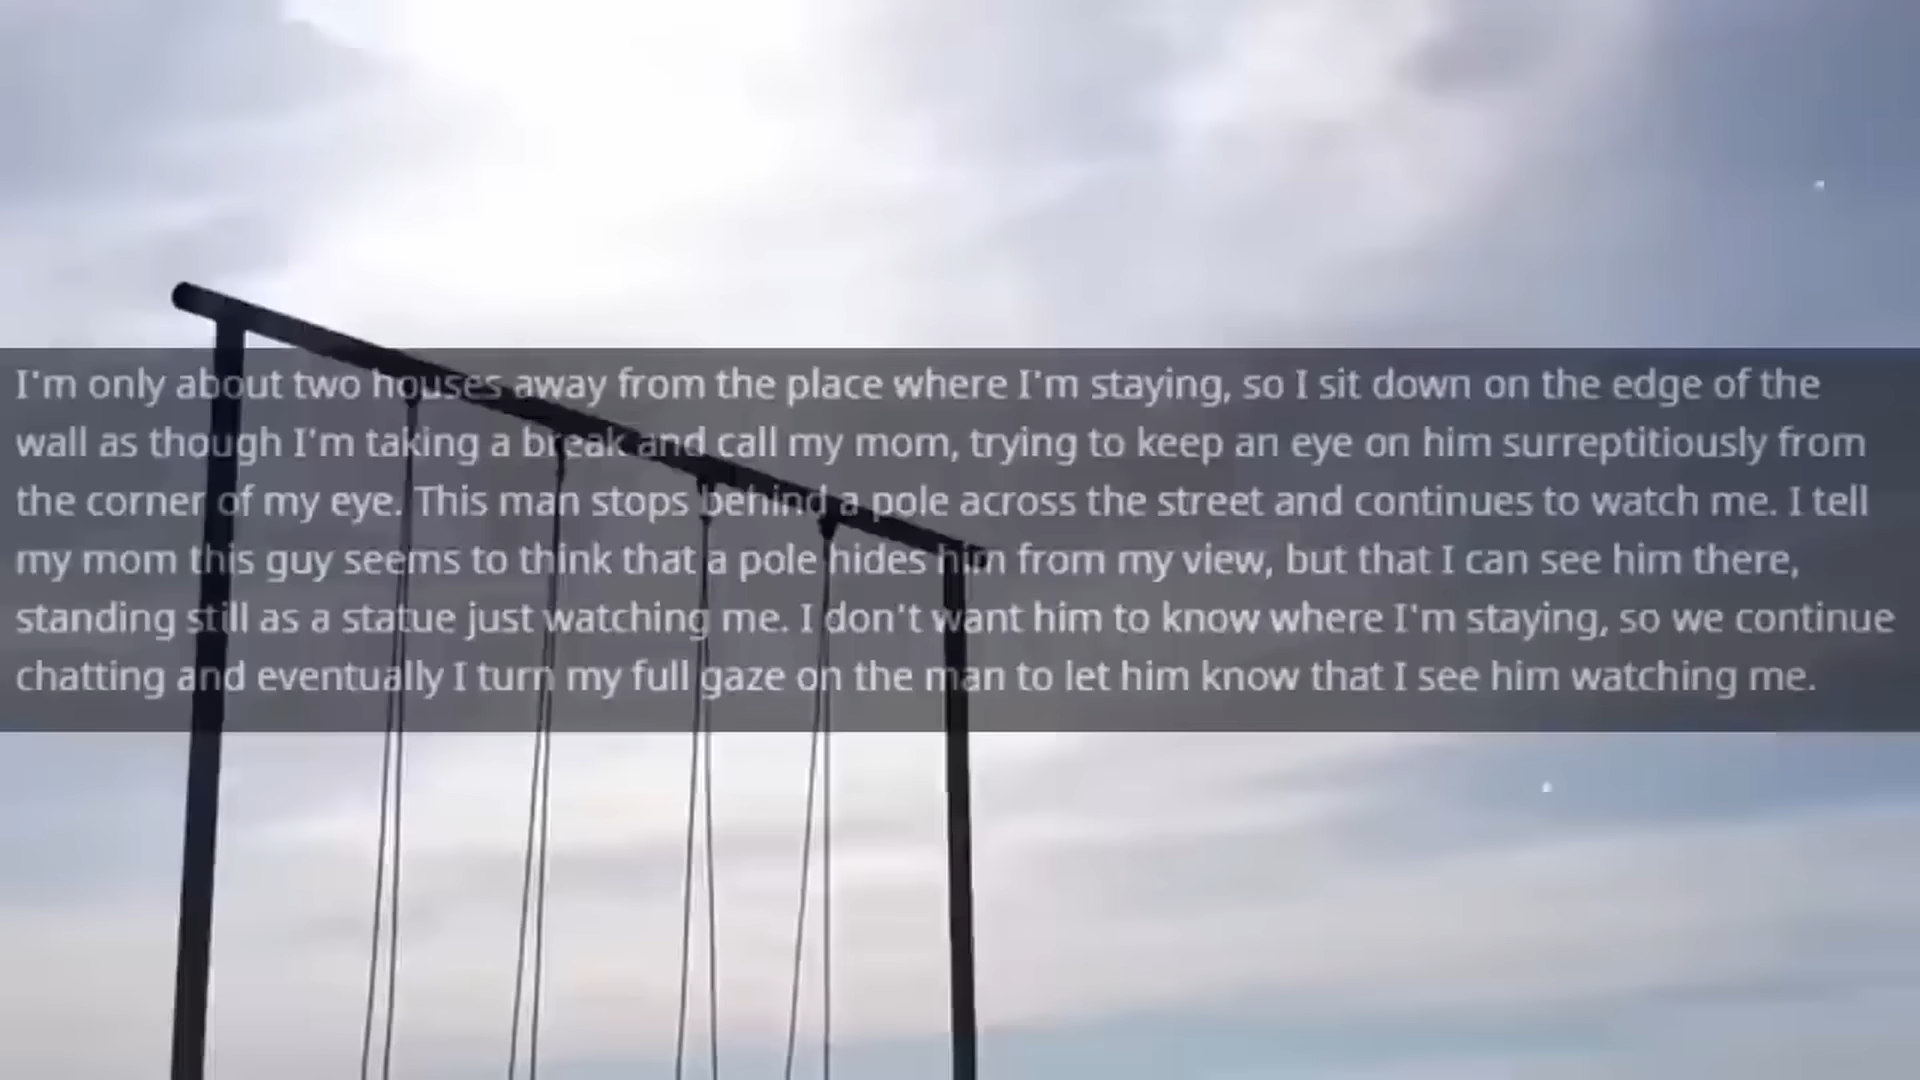 I'm only about two houses away from the place where I'm staying, so I sit down on the edge of the
wall as though I'm taking a break and call my mom, trying to keep an eye on him surreptitiously from
the corner of my eye. This man stops behind a pole across the street and continues to watch me. I tell
my mom this guy seems to think that a pole hides him from my view, but that I can see him there,
standing still as a statue just watching me. I don't want him to know where I'm staying, so we continue
chatting and eventually I turn my full gaze on the man to let him know that I see him watching me.